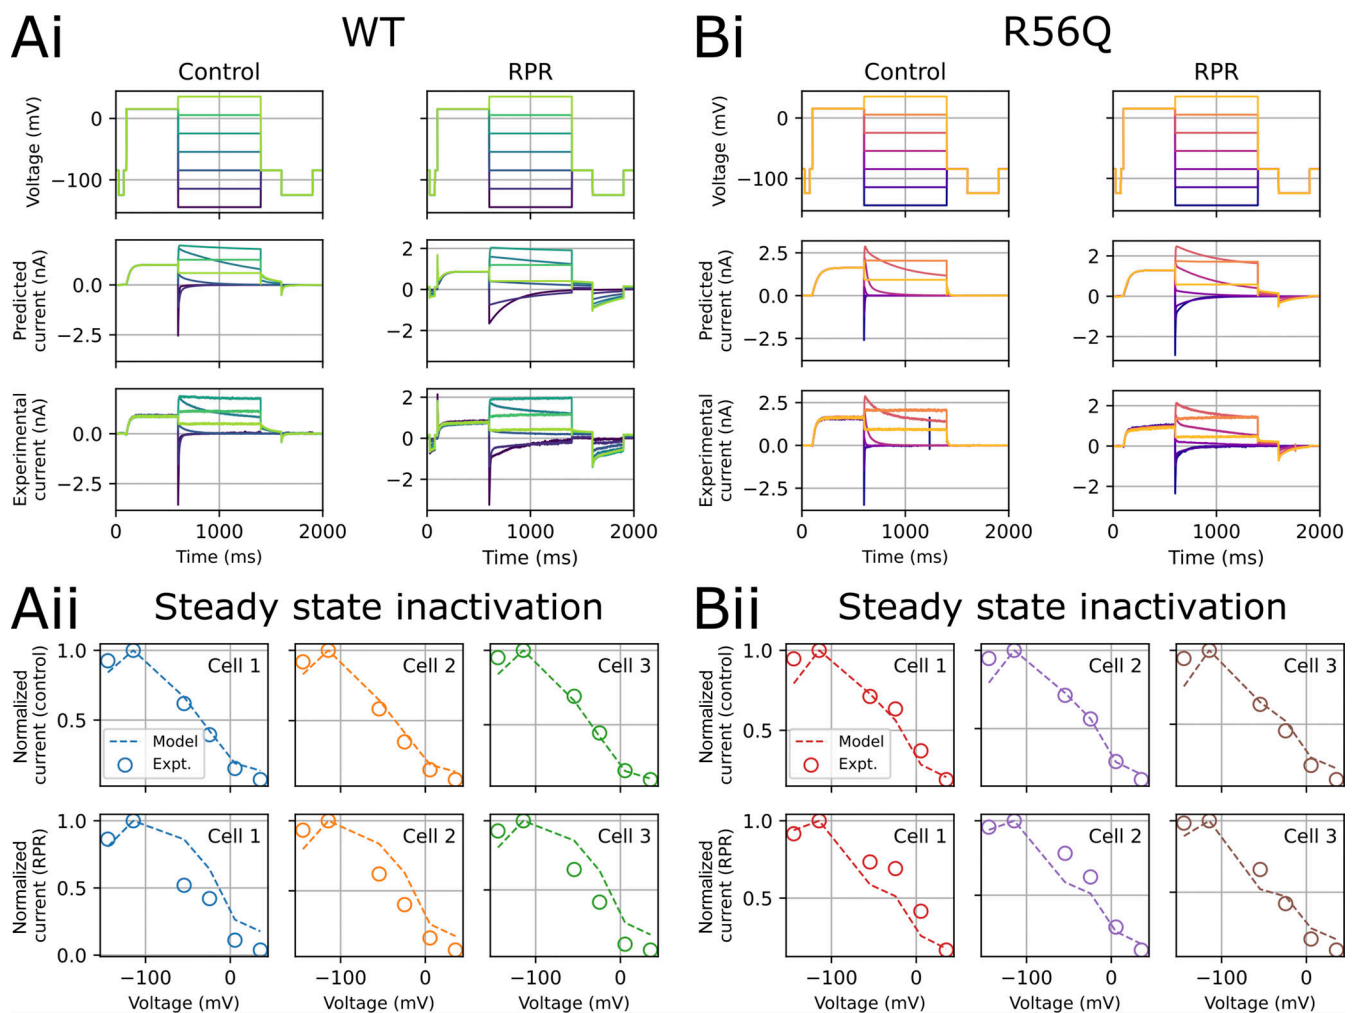 Ai
WT
Bi
R56Q
Control
RPR
Control
RPR
Voltage (mV)
0
−100
Voltage (mV)
0
−100
Predicted
current (nA)
0.0
−2.5
2
0
−2
Predicted
current (nA)
2.5
0.0
−2.5
2
0
−2
Experimental
current (nA)
0.0
−2.5
2
0
−2
Experimental
current (nA)
2.5
0.0
−2.5
2
0
−2
0
1000
2000
0
1000
2000
0
1000
2000
0
1000
2000
Time (ms)
Time (ms)
Time (ms)
Time (ms)
Aii
Steady state inactivation
Bii
Steady state inactivation
Normalized
current (control)
1.0
0.5
Cell 1
Model
Expt.
Cell 2
Cell 3
Normalized
current (control)
1.0
0.5
Cell 1
Model
Expt.
Cell 2
Cell 3
Normalized
current (RPR)
1.0
0.5
0.0
Cell 1
Cell 2
Cell 3
Normalized
current (RPR)
1.0
0.5
Cell 1
Cell 2
Cell 3
−100
0
−100
0
−100
0
−100
0
−100
0
−100
0
Voltage (mV)
Voltage (mV)
Voltage (mV)
Voltage (mV)
Voltage (mV)
Voltage (mV)